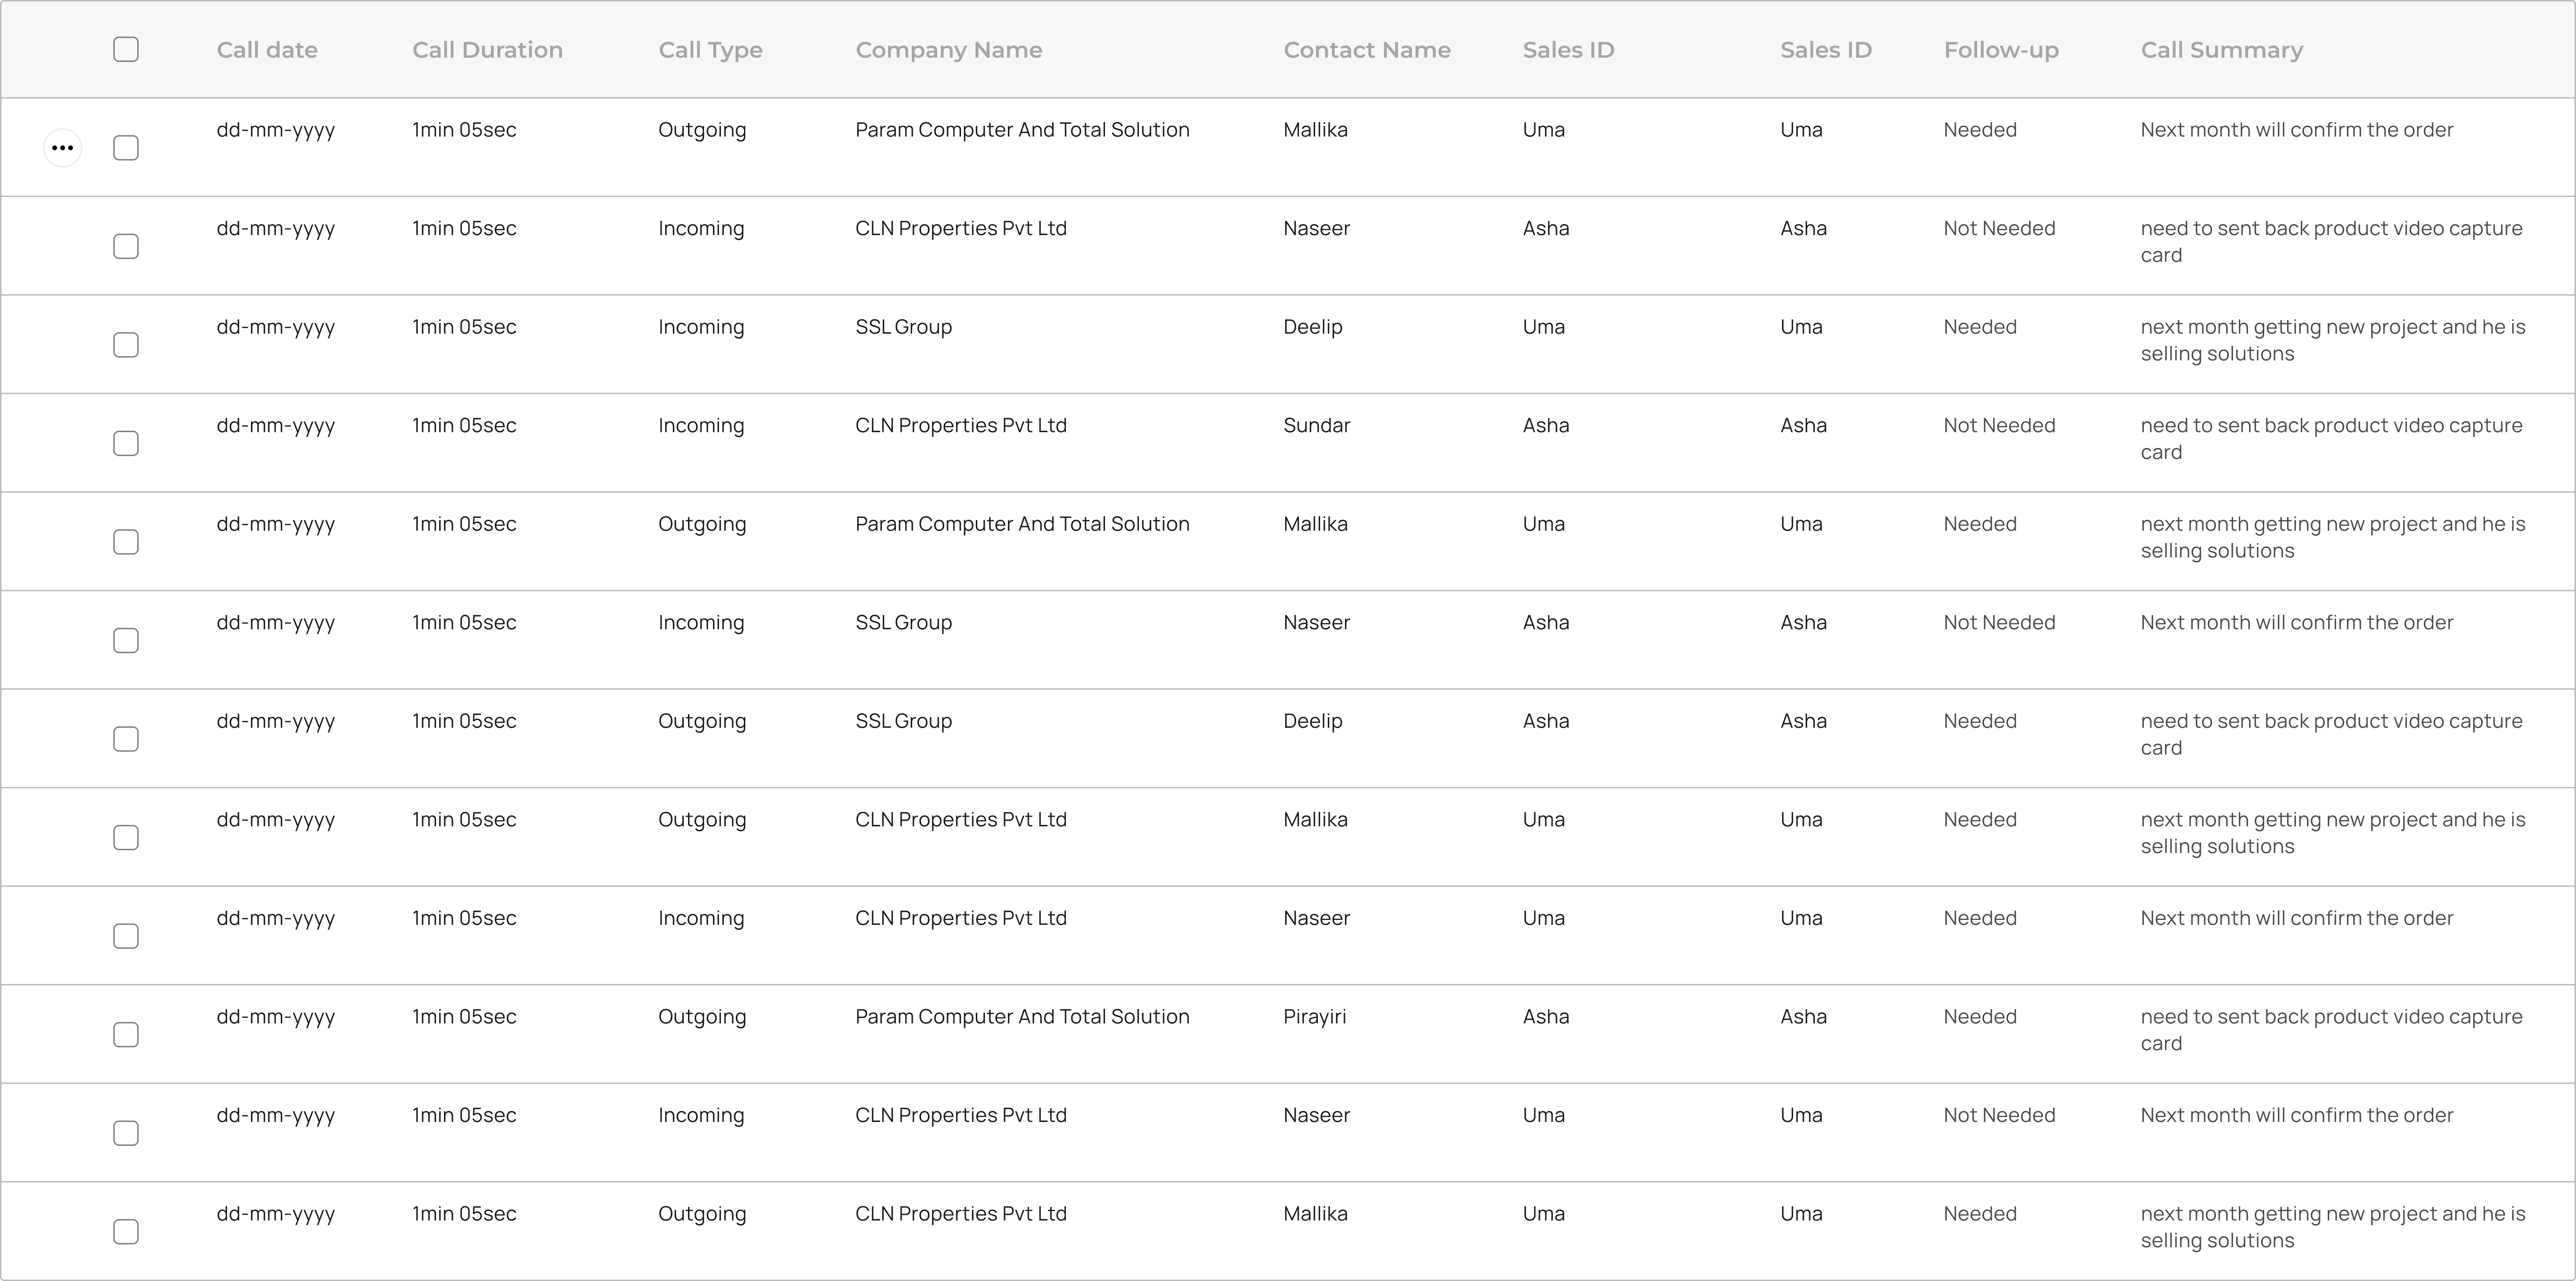 Call date Call Duration Call Type Company Name Contact Name Sales ID Sales ID Follow-up Call Summary
dd-mm-yyyy 1min 05sec Outgoing Param Computer And Total Solution Mallika Uma Uma Needed Next month will confirm the order
dd-mm-yyyy 1min 05sec Incoming CLN Properties Pvt Ltd Naseer Asha Asha Not Needed need to sent back product video capture
card
dd-mm-yyyy 1min 05sec Incoming SSL Group Deelip Uma Uma Needed next month getting new project and he is
selling solutions
dd-mm-yyyy 1min 05sec Incoming CLN Properties Pvt Ltd Sundar Asha Asha Not Needed need to sent back product video capture
card
dd-mm-yyyy 1min 05sec Outgoing Param Computer And Total Solution Mallika Uma Uma Needed next month getting new project and he is
selling solutions
dd-mm-yyyy 1min 05sec Incoming SSL Group Naseer Asha Asha Not Needed Next month will confirm the order
dd-mm-yyyy 1min 05sec Outgoing SSL Group Deelip Asha Asha Needed need to sent back product video capture
card
dd-mm-yyyy 1min 05sec Outgoing CLN Properties Pvt Ltd Mallika Uma Uma Needed next month getting new project and he is
selling solutions
dd-mm-yyyy 1min 05sec Incoming CLN Properties Pvt Ltd Naseer Uma Uma Needed Next month will confirm the order
dd-mm-yyyy 1min 05sec Outgoing Param Computer And Total Solution Pirayiri Asha Asha Needed need to sent back product video capture
card
dd-mm-yyyy 1min 05sec Incoming CLN Properties Pvt Ltd Naseer Uma Uma Not Needed Next month will confirm the order
dd-mm-yyyy 1min 05sec Outgoing CLN Properties Pvt Ltd Mallika Uma Uma Needed next month getting new project and he is
selling solutions